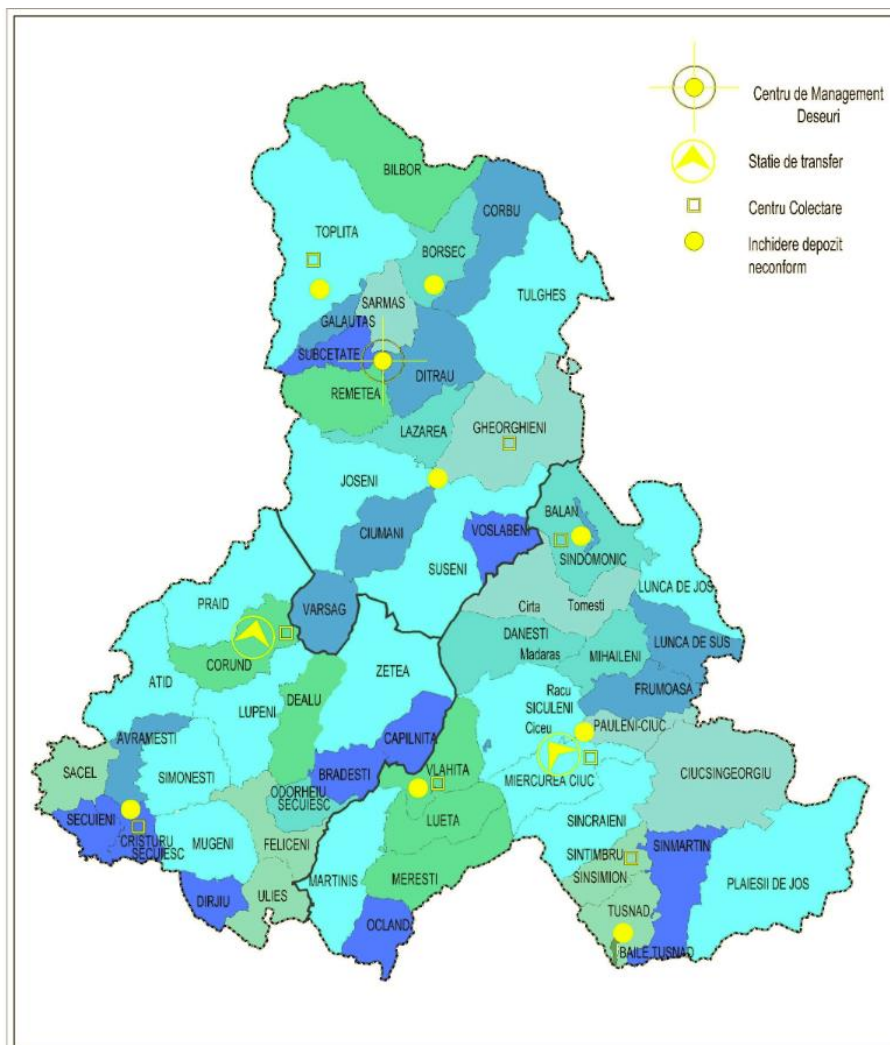 Centru de Management
Deseuri
Statie de transfer
Centru Colectare
Inchidere depozit
neconform
BILBOR
CORBU
TOPLITA
BORSEC
TULGHES
SARMAS
GALAUTAS
SUBCETATE
DITRAU
REMETEA
LAZAREA
GHEORGHIENI
JOSENI
BALAN
CIUMANI
VOSLABENI
SINDOMONIC
SUSENI
LUNCA DE JOS
PRAID
VARSAG
Cirta
Tomesti
DANESTI
LUNCA DE SUS
Madaras
MIHAILENI
CORUND
ZETEA
ATID
DEALU
FRUMOASA
Racu
LUPENI
SICULENI
PAULENI-CIUC
Ciceu
AVRAMESTI
CAPILNITA
SACEL
SIMONESTI
BRADESTI
VLAHITA
MIERCUREA CIUC
CIUCSINGEORGIU
ODORHEIU
SECUIESC
SECUIENI
LUETA
SINCRAIENI
CRISTURU
SECUIESC
MUGENI
FELICENI
SINTIMBRU
SINMARTIN
SINSIMION
MARTINIS
MERESTI
PLAIESII DE JOS
DIRJIU
ULIES
TUSNAD
OCLAND
BAILE TUSNAD